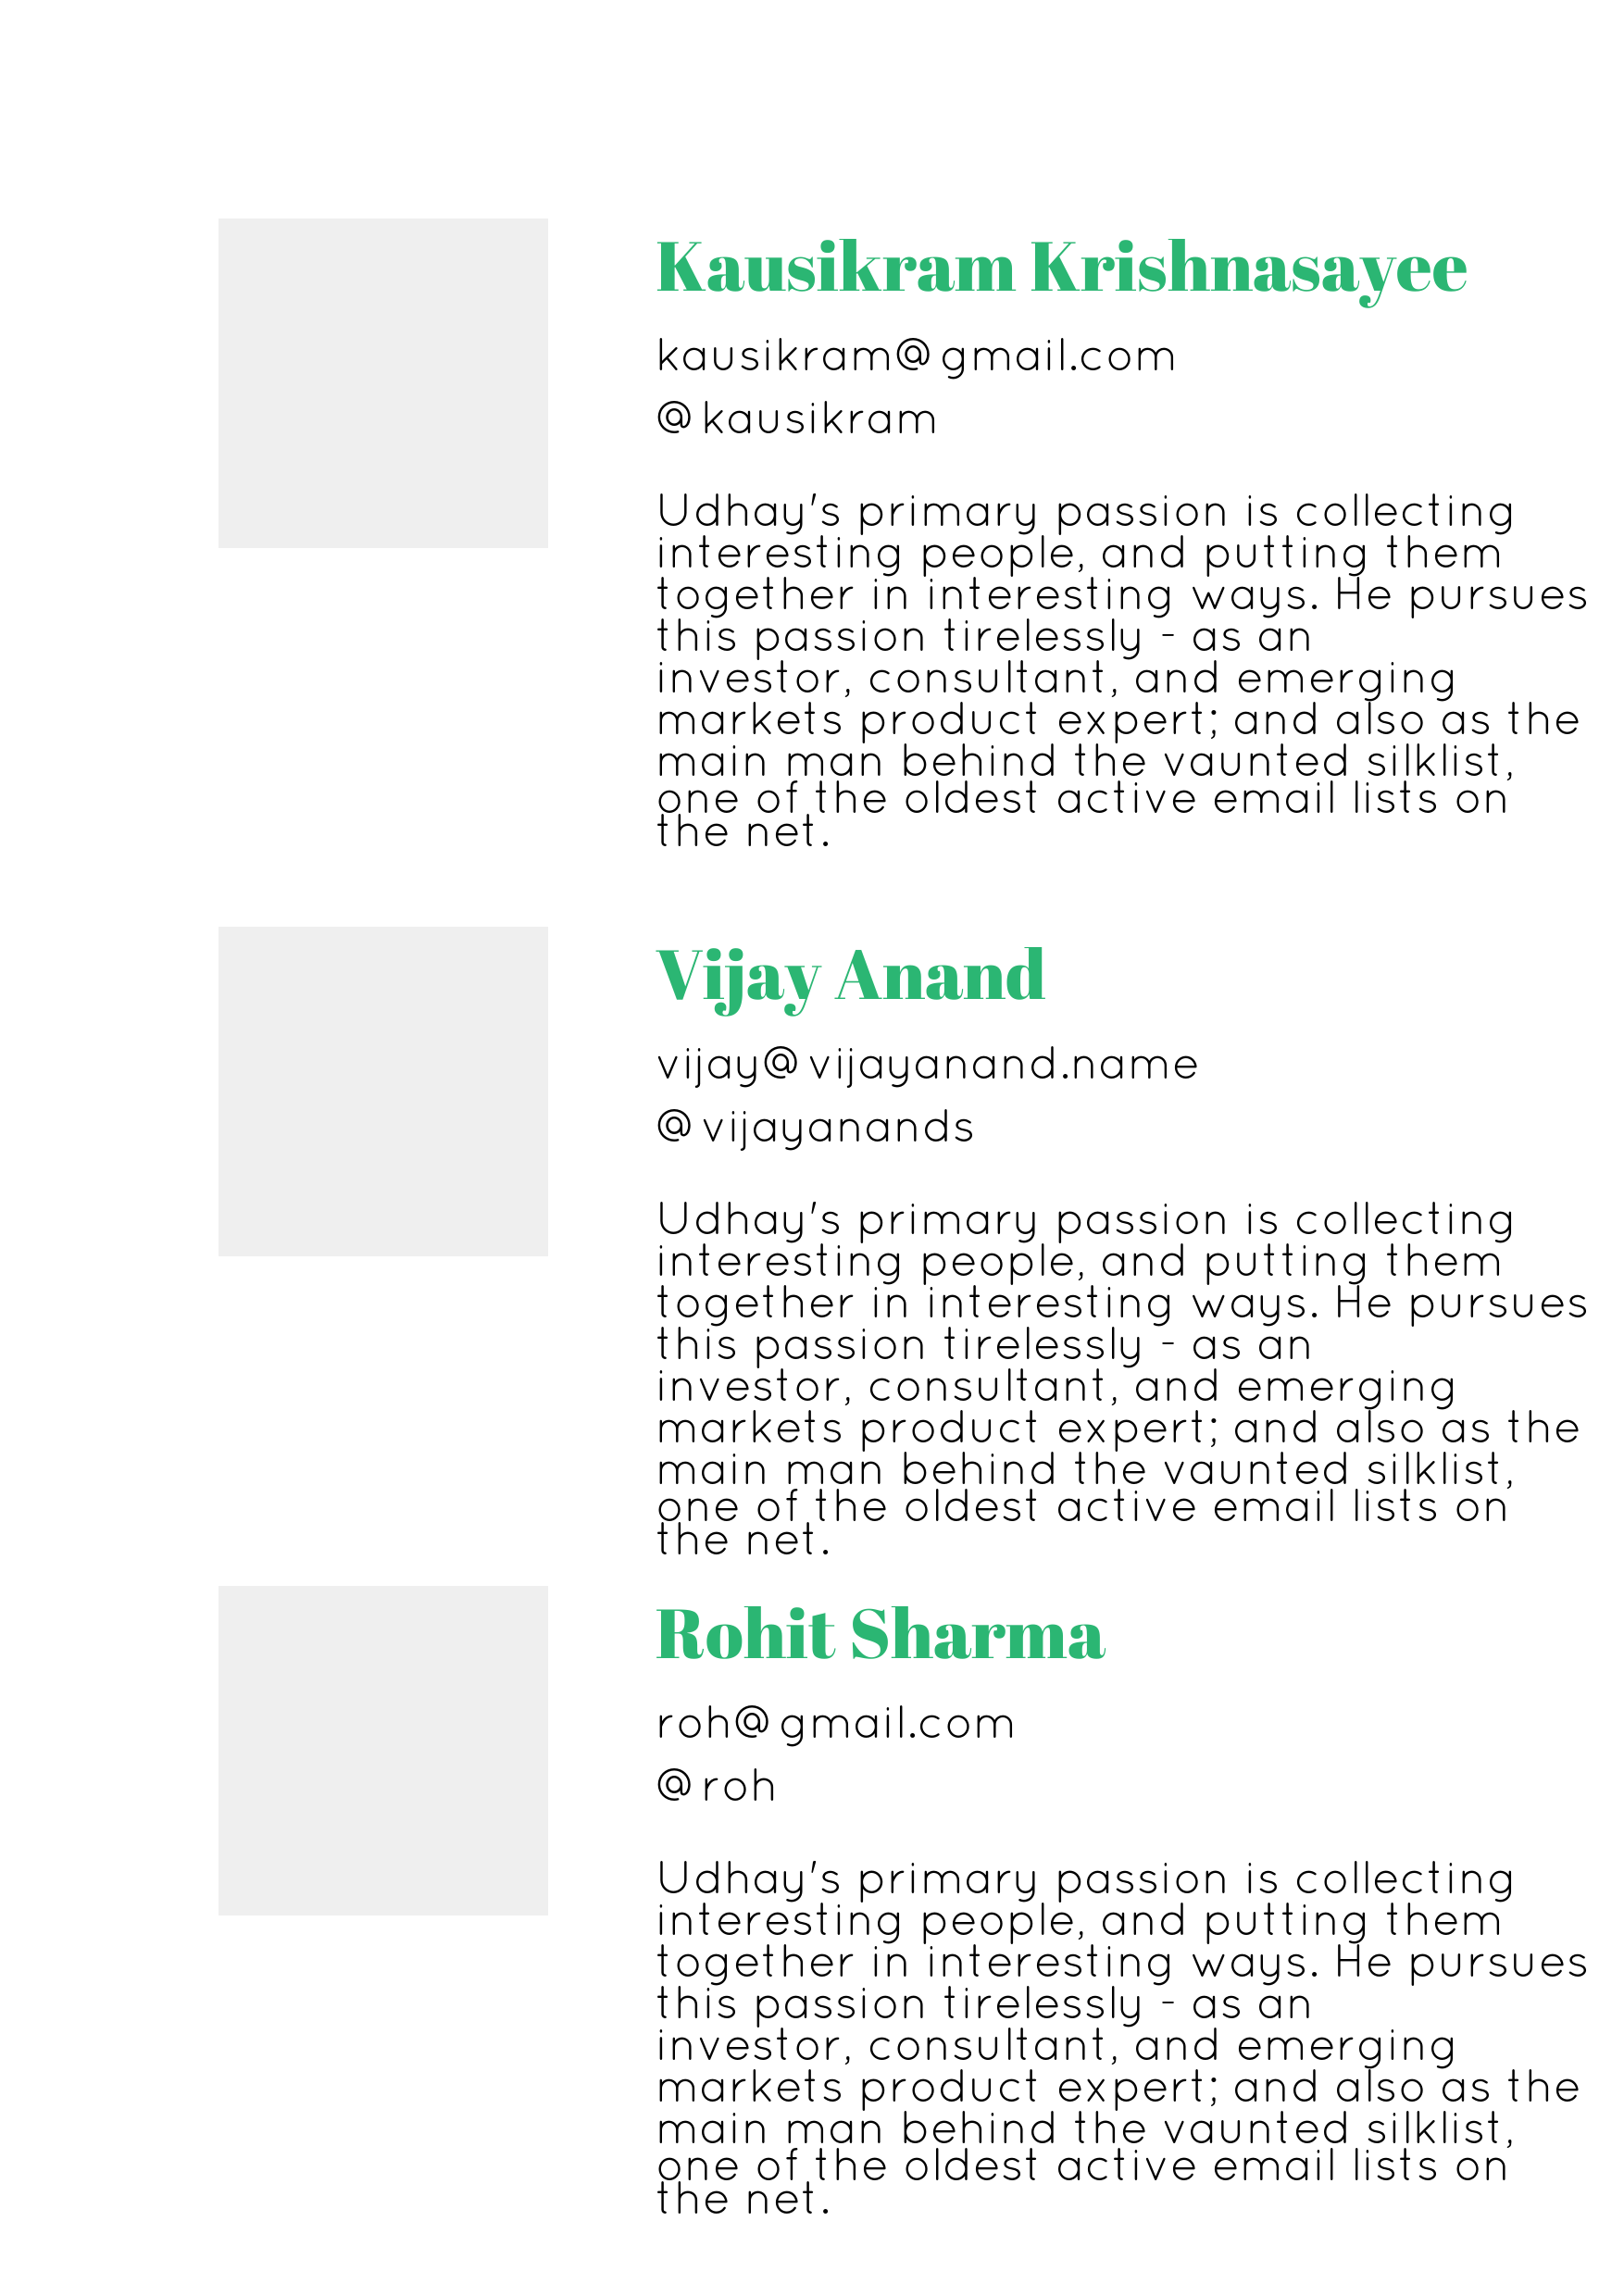 Kausikram Krishnasayee
kausikram@gmail.com
@kausikram
Udhay's primary passion is collecting
interesting people, and putting them
together in interesting ways. He pursues
this passion tirelessly - as an
investor, consultant, and emerging
markets product expert; and also as the
main man behind the vaunted silklist,
one of the oldest active email lists on
the net.
Vijay Anand
vijay@vijayanand.name
@vijayanands
Udhay's primary passion is collecting
interesting people, and putting them
together in interesting ways. He pursues
this passion tirelessly - as an
investor, consultant, and emerging
markets product expert; and also as the
main man behind the vaunted silklist,
one of the oldest active email lists on
the net.
Rohit Sharma
roh@gmail.com
@roh
Udhay's primary passion is collecting
interesting people, and putting them
together in interesting ways. He pursues
this passion tirelessly - as an
investor, consultant, and emerging
markets product expert; and also as the
main man behind the vaunted silklist,
one of the oldest active email lists on
the net.